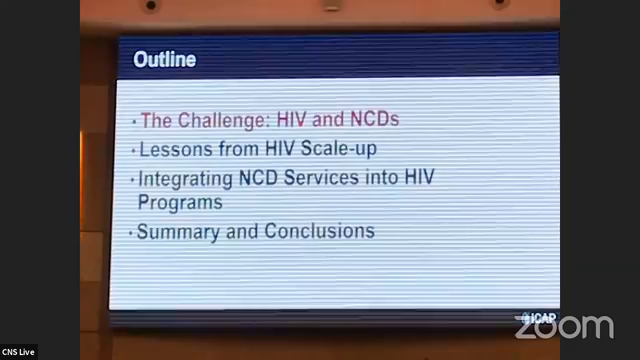 Outline
• The Challenge: HIV and NCDs
• Lessons from HIV Scale-up
• Integrating NCD Services into HIV
Programs
• Summary and Conclusions
iCAP
zoom
CNS Live